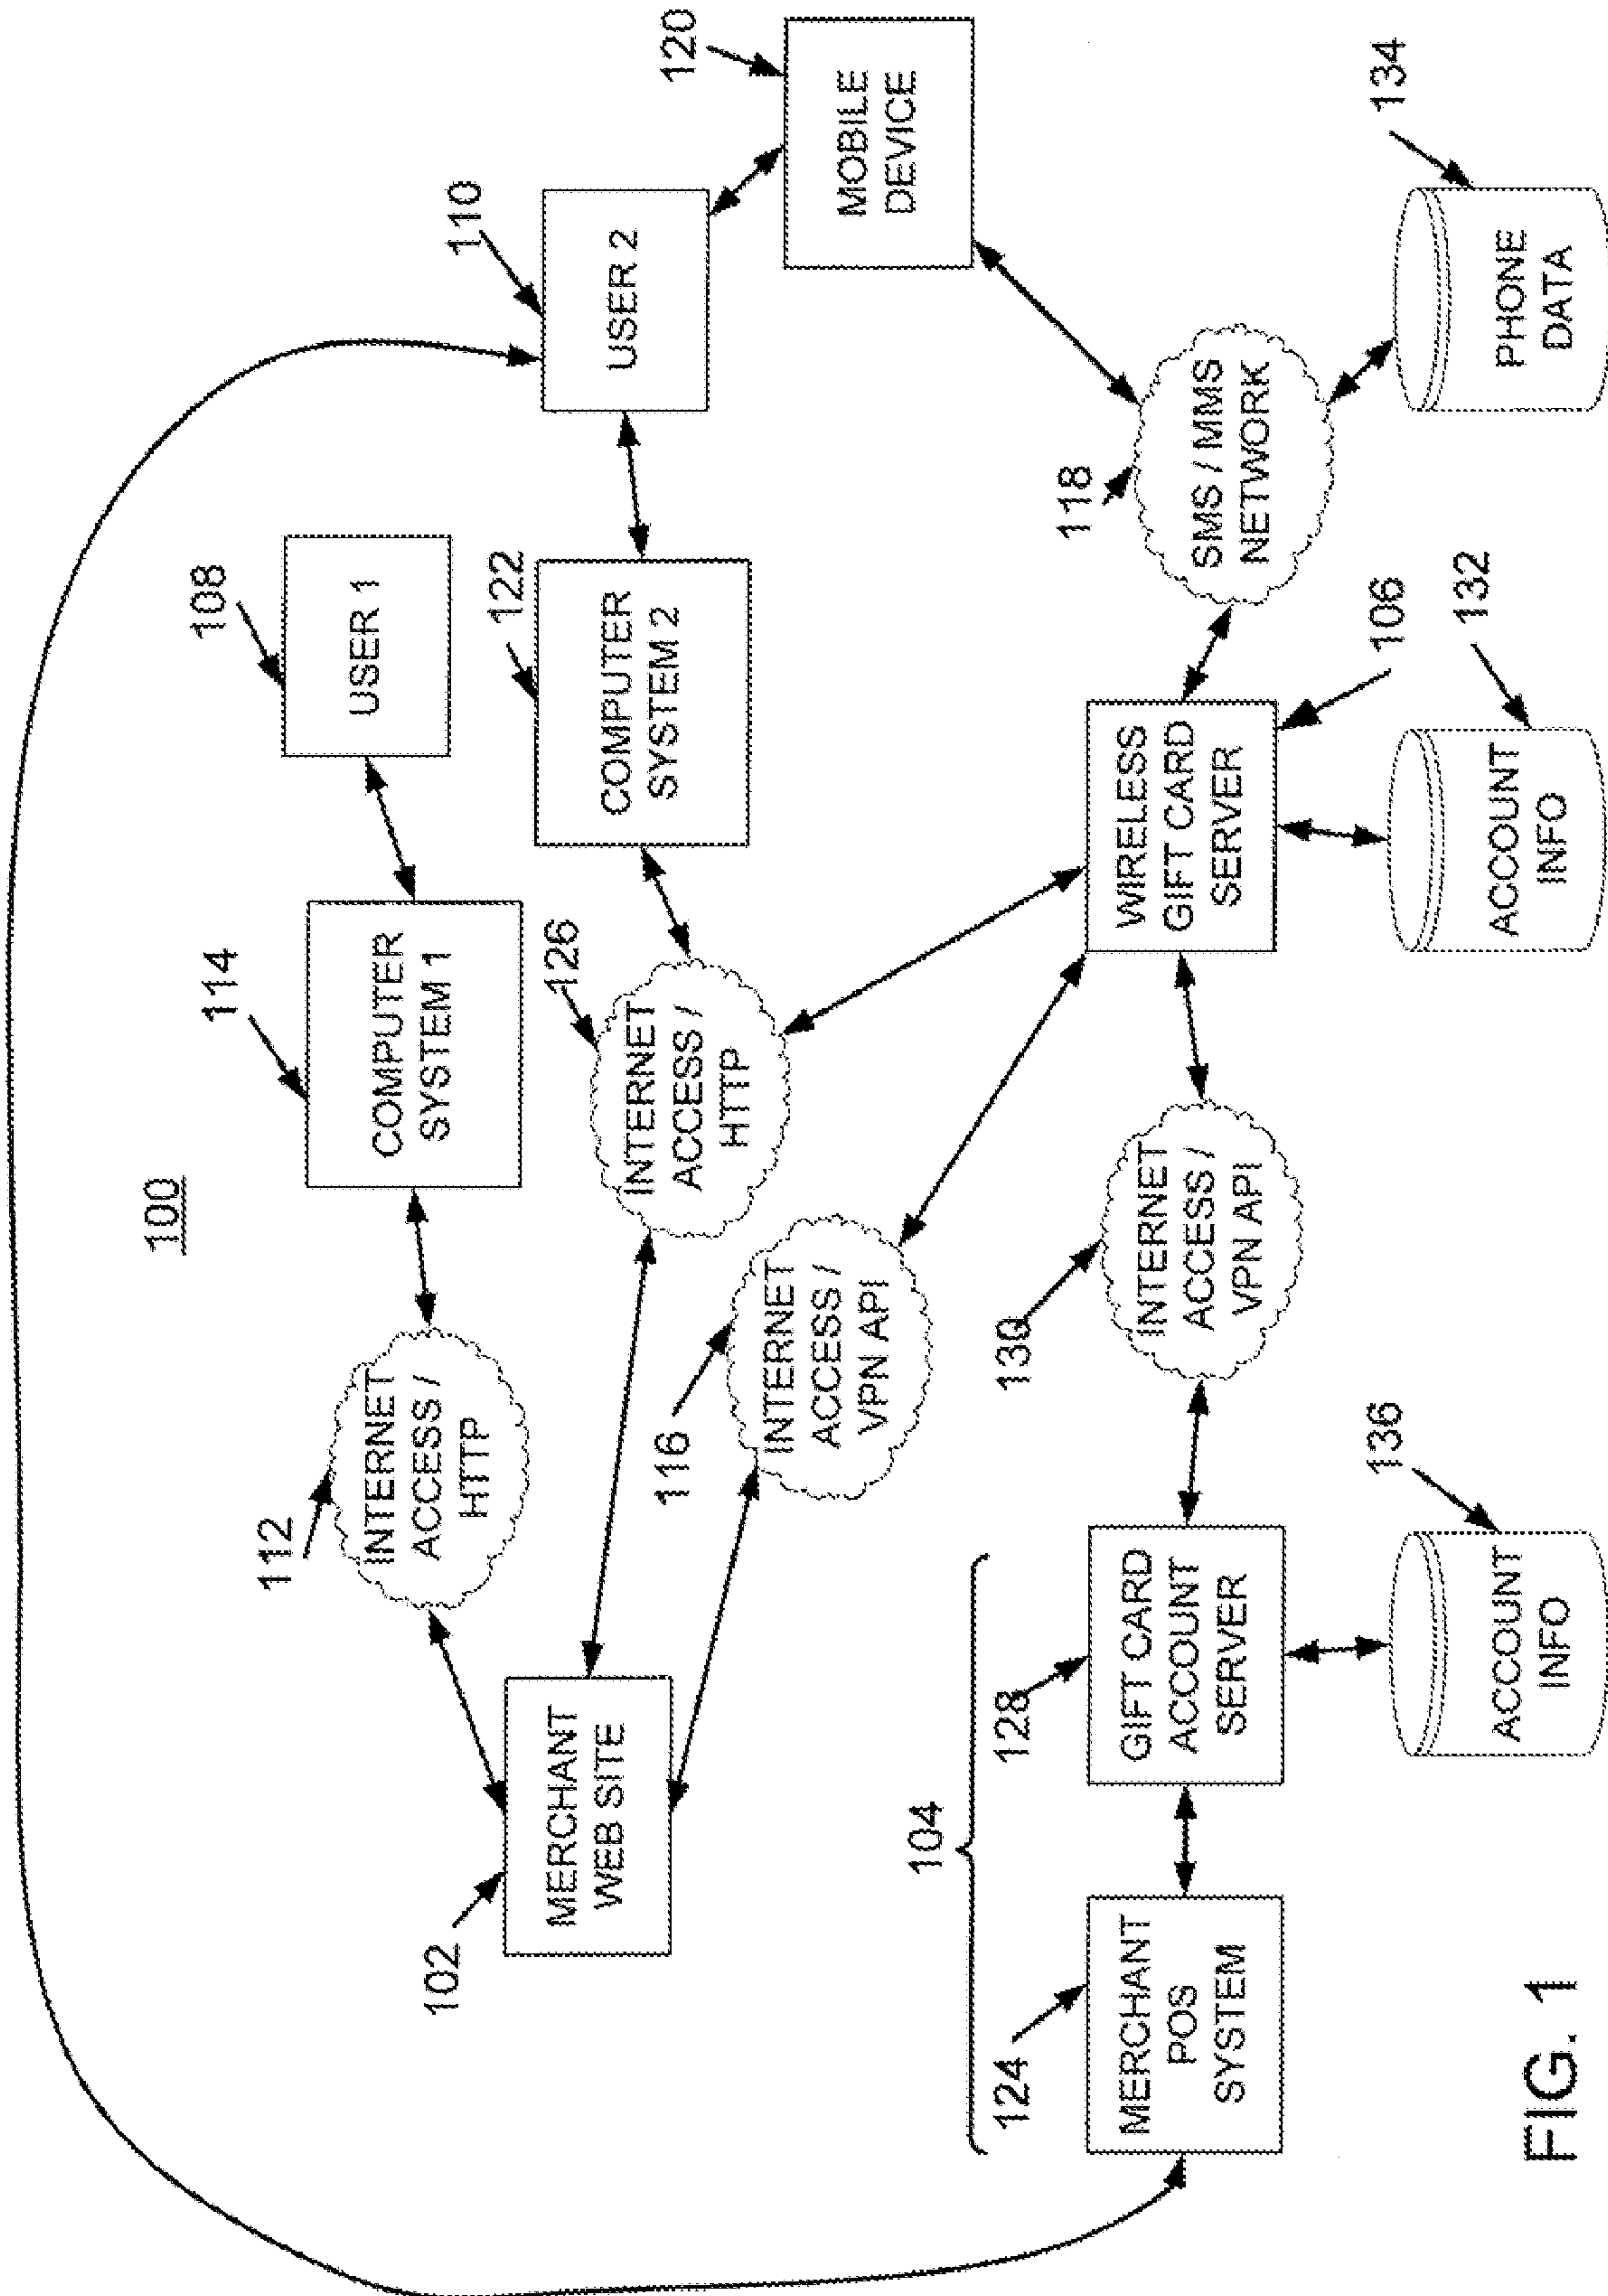 100
108
USER 1
110
USER 2
120
MOBILE
DEVICE
114
COMPUTER
SYSTEM 1
122
COMPUTER
SYSTEM 2
112
INTERNET
ACCESS /
HTTP
126
INTERNET
ACCESS /
HTTP
102
MERCHANT
WEB SITE
116
INTERNET
ACCESS /
VPN API
118
SMS / MMS
NETWORK
104
124
MERCHANT
POS
SYSTEM
128
GIFT CARD
ACCOUNT
SERVER
130
INTERNET
ACCESS /
VPN API
WIRELESS
GIFT CARD
SERVER
106
136
ACCOUNT
INFO
132
ACCOUNT
INFO
134
PHONE
DATA
FIG. 1